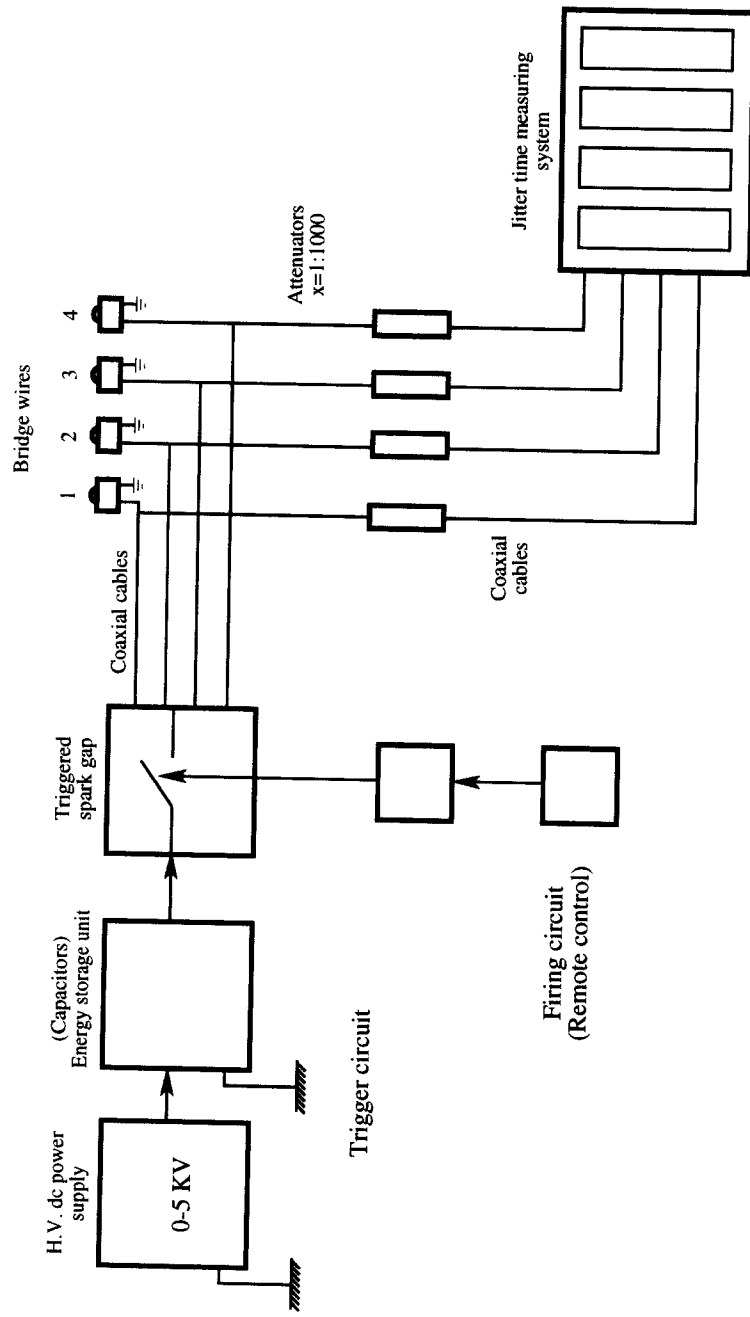 Bridge wires
1
2
3
4
Coaxial cables
Triggered
spark gap
(Capacitors)
Energy storage unit
H.V. dc power
supply
0-5 KV
Attenuators
x=1:1000
Jitter time measuring
system
Coaxial
cables
Trigger circuit
Firing circuit
(Remote control)